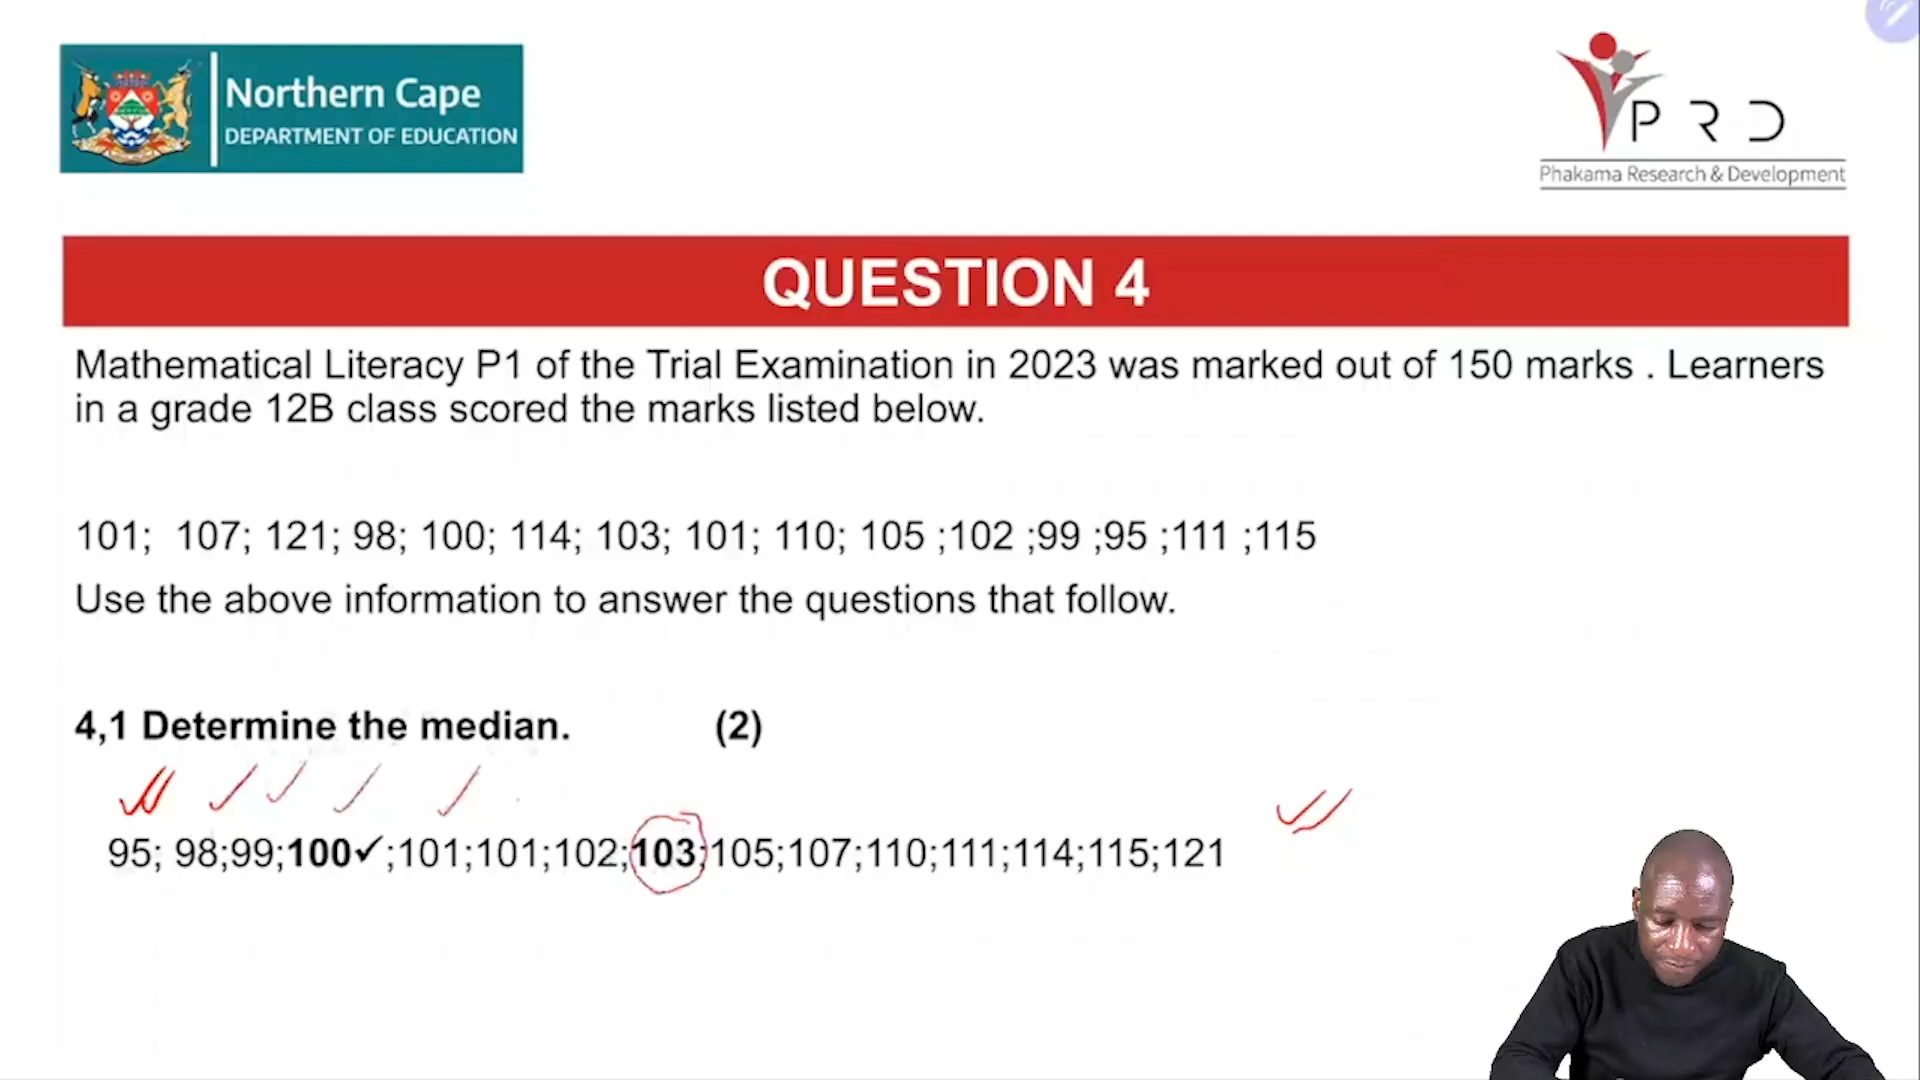 Northern Cape
DEPARTMENT OF EDUCATION
PRD
Phakama Research & Development
QUESTION 4
Mathematical Literacy P1 of the Trial Examination in 2023 was marked out of 150 marks . Learners
in a grade 12B class scored the marks listed below.
101;  107; 121; 98; 100; 114; 103; 101; 110; 105 ;102 ;99 ;95 ;111 ;115
Use the above information to answer the questions that follow.
4,1 Determine the median. (2)
95; 98;99;100✓;101;101;102;103;105;107;110;111;114;115;121